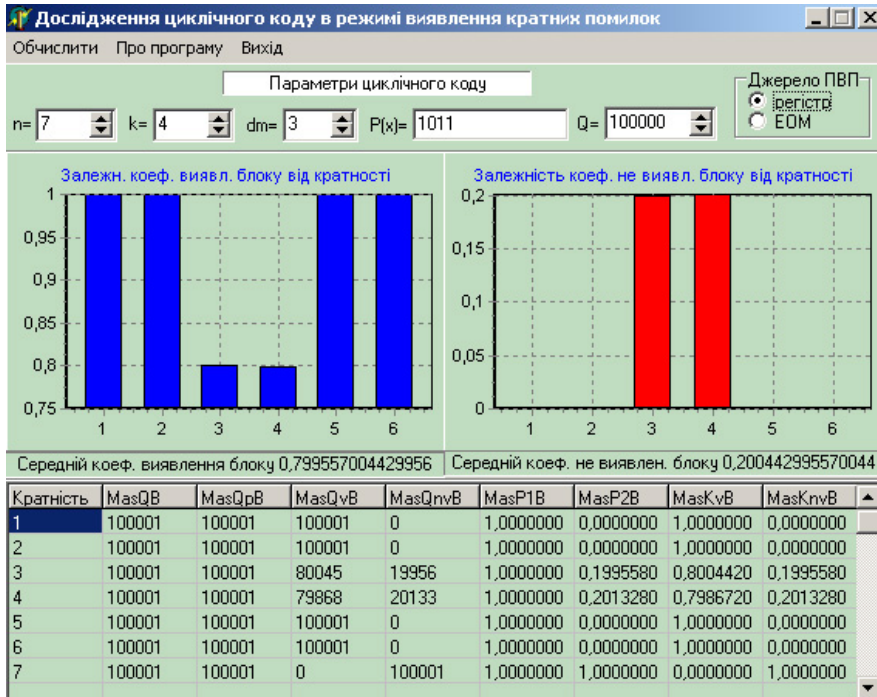 Дослідження циклічного коду в режимі виявлення кратних помилок
Обчислити Про програму Вихід
Параметри циклічного коду
Джерело ПВП
регістр
ЕОМ
n= 7 k= 4 dm= 3 P(x)= 1011 Q= 100000
Залежн. коеф. виявл. блоку від кратності
1
0,95
0,9
0,85
0,8
0,75
1 2 3 4 5 6
Залежність коеф. не виявл. блоку від кратності
0,2
0,15
0,1
0,05
0
1 2 3 4 5 6
Середній коеф. виявлення блоку 0,799557004429956
Середній коеф. не виявлен. блоку 0,200442995570044
Кратність MasQB MasQpB MasQvB MasQnvB MasP1B MasP2B MasKvB MasKnvB
1 100001 100001 100001 0 1,0000000 0,0000000 1,0000000 0,0000000
2 100001 100001 100001 0 1,0000000 0,0000000 1,0000000 0,0000000
3 100001 100001 80045 19956 1,0000000 0,1995580 0,8004420 0,1995580
4 100001 100001 79868 20133 1,0000000 0,2013280 0,7986720 0,2013280
5 100001 100001 100001 0 1,0000000 0,0000000 1,0000000 0,0000000
6 100001 100001 100001 0 1,0000000 0,0000000 1,0000000 0,0000000
7 100001 100001 0 100001 1,0000000 1,0000000 0,0000000 1,0000000